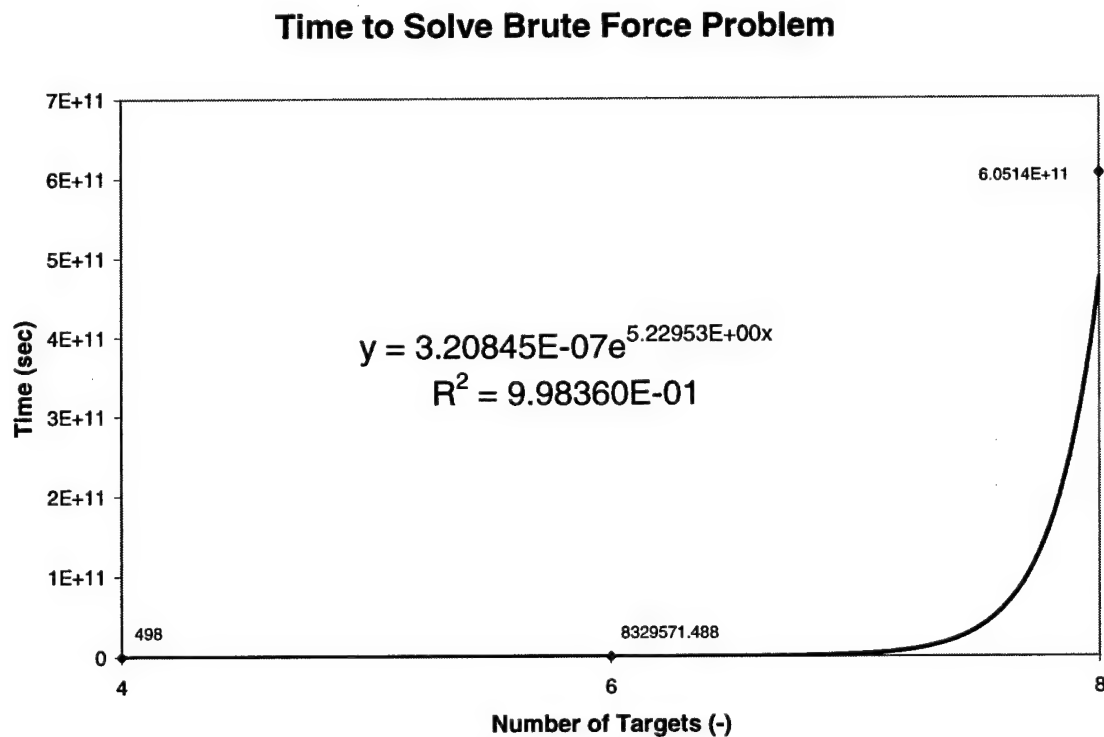 Time to Solve Brute Force Problem
7E+11
6E+11
5E+11
4E+11
3E+11
2E+11
1E+11
0
Time (sec)
6.0514E+11
y = 3.20845E-07e^5.22953E+00x
R^2 = 9.98360E-01
498
8329571.488
4
6
8
Number of Targets (-)